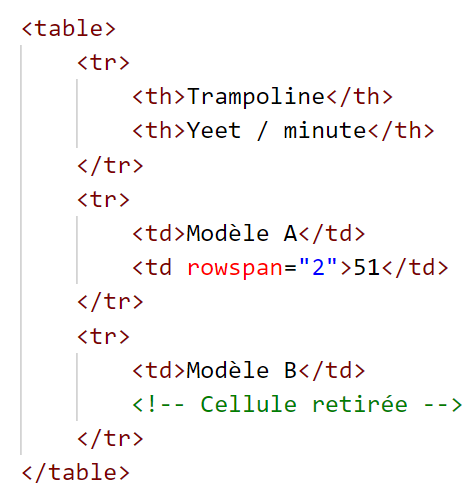 <table>
<tr>
<th>Trampoline</th>
<th>Yeet / minute</th>
</tr>
<tr>
<td>Modèle A</td>
<td rowspan="2">51</td>
</tr>
<tr>
<td>Modèle B</td>
<!-- Cellule retirée -->
</tr>
</table>